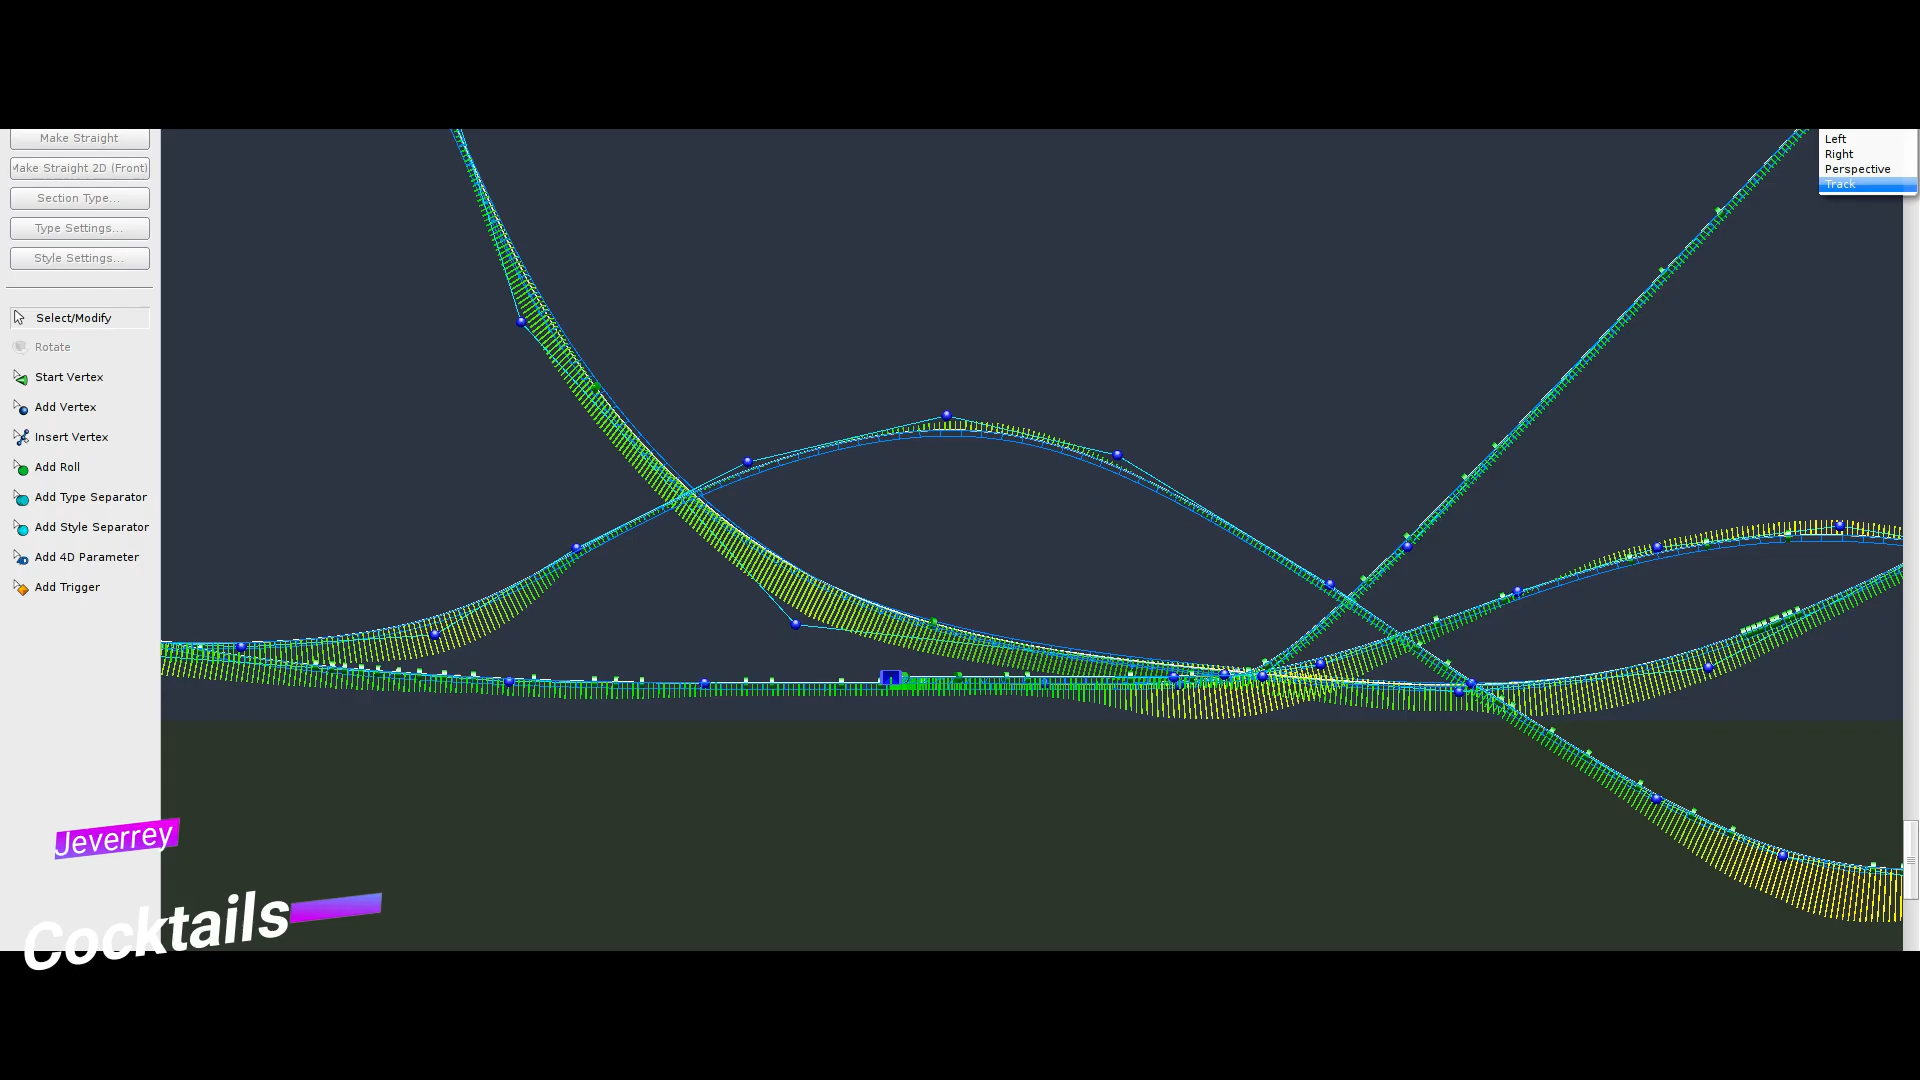 Make Straight
Make Straight 2D (Front)
Section Type...
Type Settings...
Style Settings...
Select/Modify
Rotate
Start Vertex
Add Vertex
Insert Vertex
Add Roll
Add Type Separator
Add Style Separator
Add 4D Parameter
Add Trigger
Left
Right
Perspective
Track
Jeverrey
Cocktails